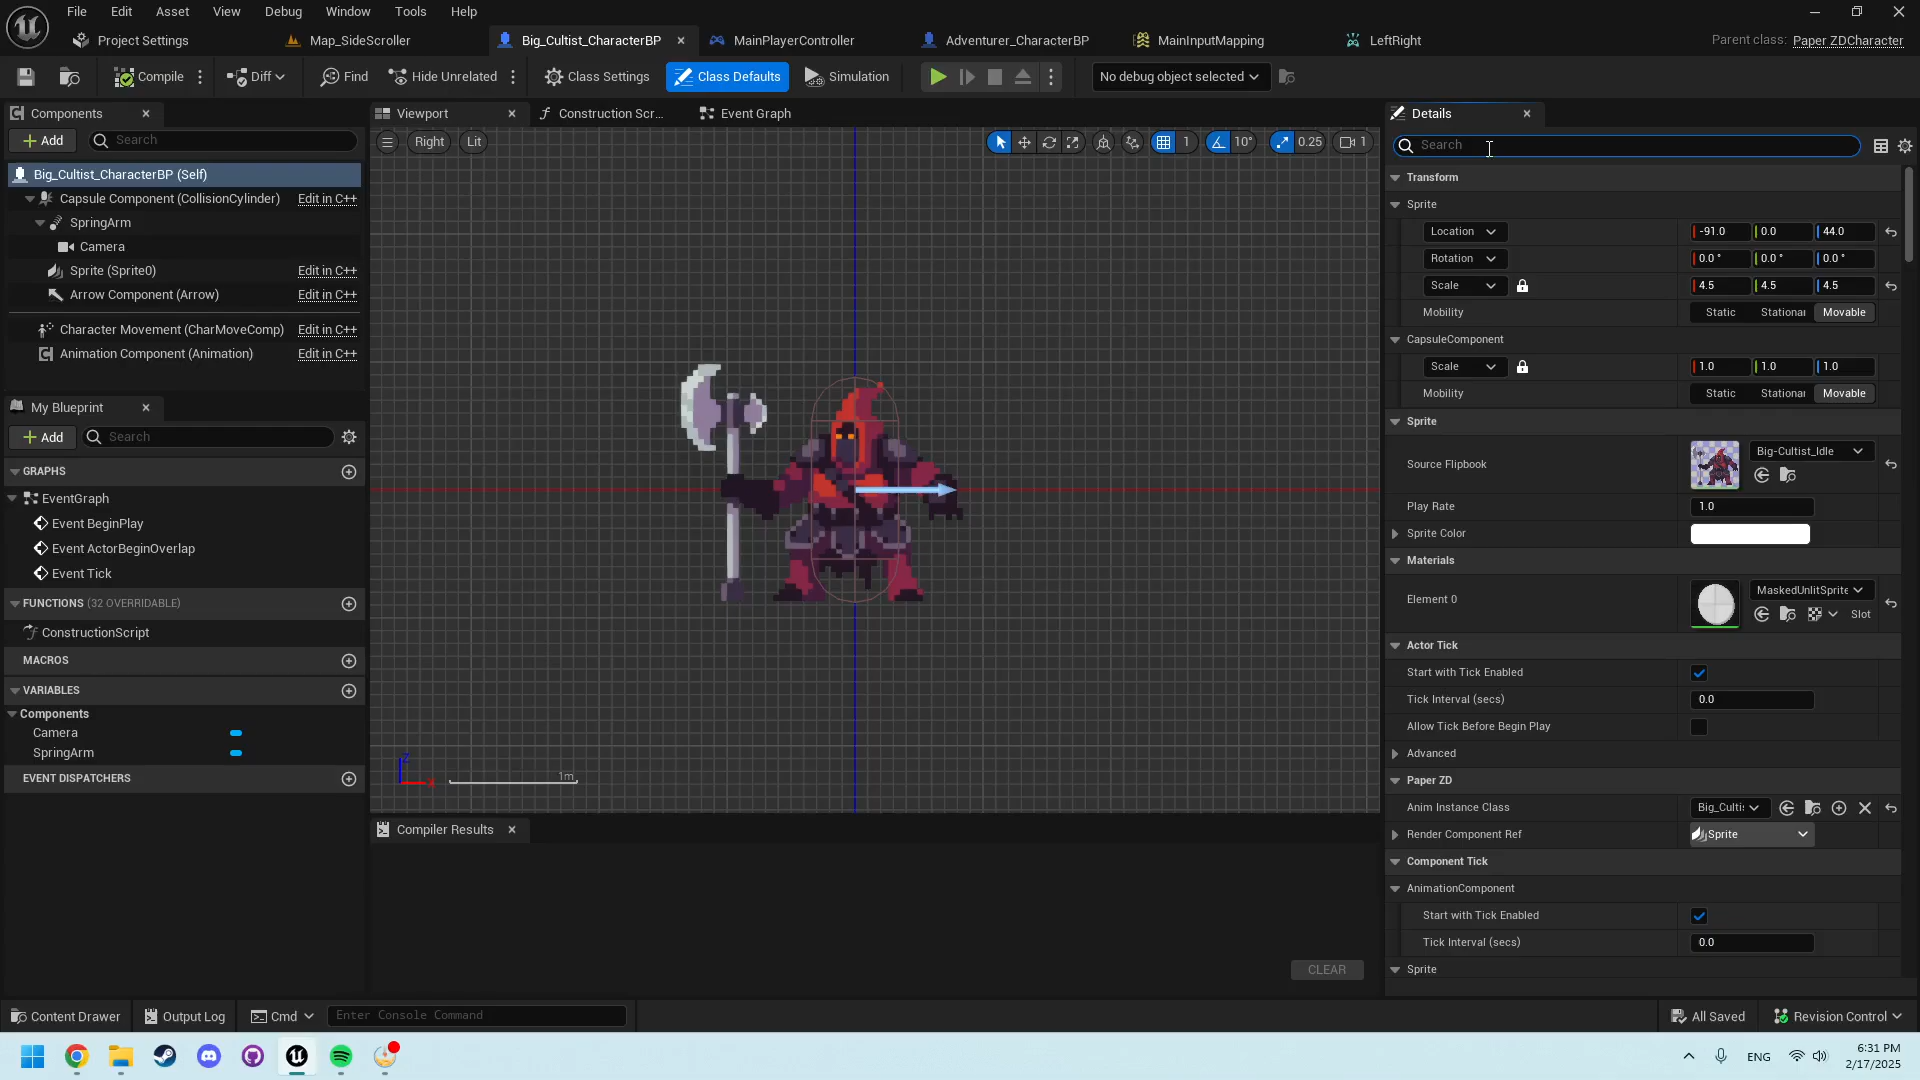 File Edit Asset View Debug Window Tools Help
Project Settings Map_SideScroller Big_Cultist_CharacterBP MainPlayerController Adventurer_CharacterBP MainInputMapping LeftRight Parent class: Paper ZDCharacter
Compile Diff Find Hide Unrelated Class Settings Class Defaults Simulation No debug object selected
Components
Add Search
Big_Cultist_CharacterBP (Self)
Capsule Component (CollisionCylinder) Edit in C++
SpringArm
Camera
Sprite (Sprite0) Edit in C++
Arrow Component (Arrow) Edit in C++
Character Movement (CharMoveComp) Edit in C++
Animation Component (Animation) Edit in C++
My Blueprint
Add Search
GRAPHS
EventGraph
Event BeginPlay
Event ActorBeginOverlap
Event Tick
FUNCTIONS (32 OVERRIDABLE)
ConstructionScript
MACROS
VARIABLES
Components
Camera
SpringArm
EVENT DISPATCHERS
Viewport Construction Scr... Event Graph
Right Lit 1 10° 0.25 1
Z
X
1m
Compiler Results
CLEAR
Details
Search
Transform
Sprite
Location -91.0 0.0 44.0
Rotation 0.0 ° 0.0 ° 0.0 °
Scale 4.5 4.5 4.5
Mobility Static Stationar Movable
CapsuleComponent
Scale 1.0 1.0 1.0
Mobility Static Stationar Movable
Sprite
Source Flipbook Big-Cultist_Idle
Play Rate 1.0
Sprite Color
Materials
Element 0 MaskedUnlitSprite
Slot
Actor Tick
Start with Tick Enabled
Tick Interval (secs) 0.0
Allow Tick Before Begin Play
Advanced
Paper ZD
Anim Instance Class Big_Cultis
Render Component Ref Sprite
Component Tick
AnimationComponent
Start with Tick Enabled
Tick Interval (secs) 0.0
Sprite
Content Drawer Output Log Cmd Enter Console Command All Saved Revision Control
ENG 6:31 PM
2/17/2025